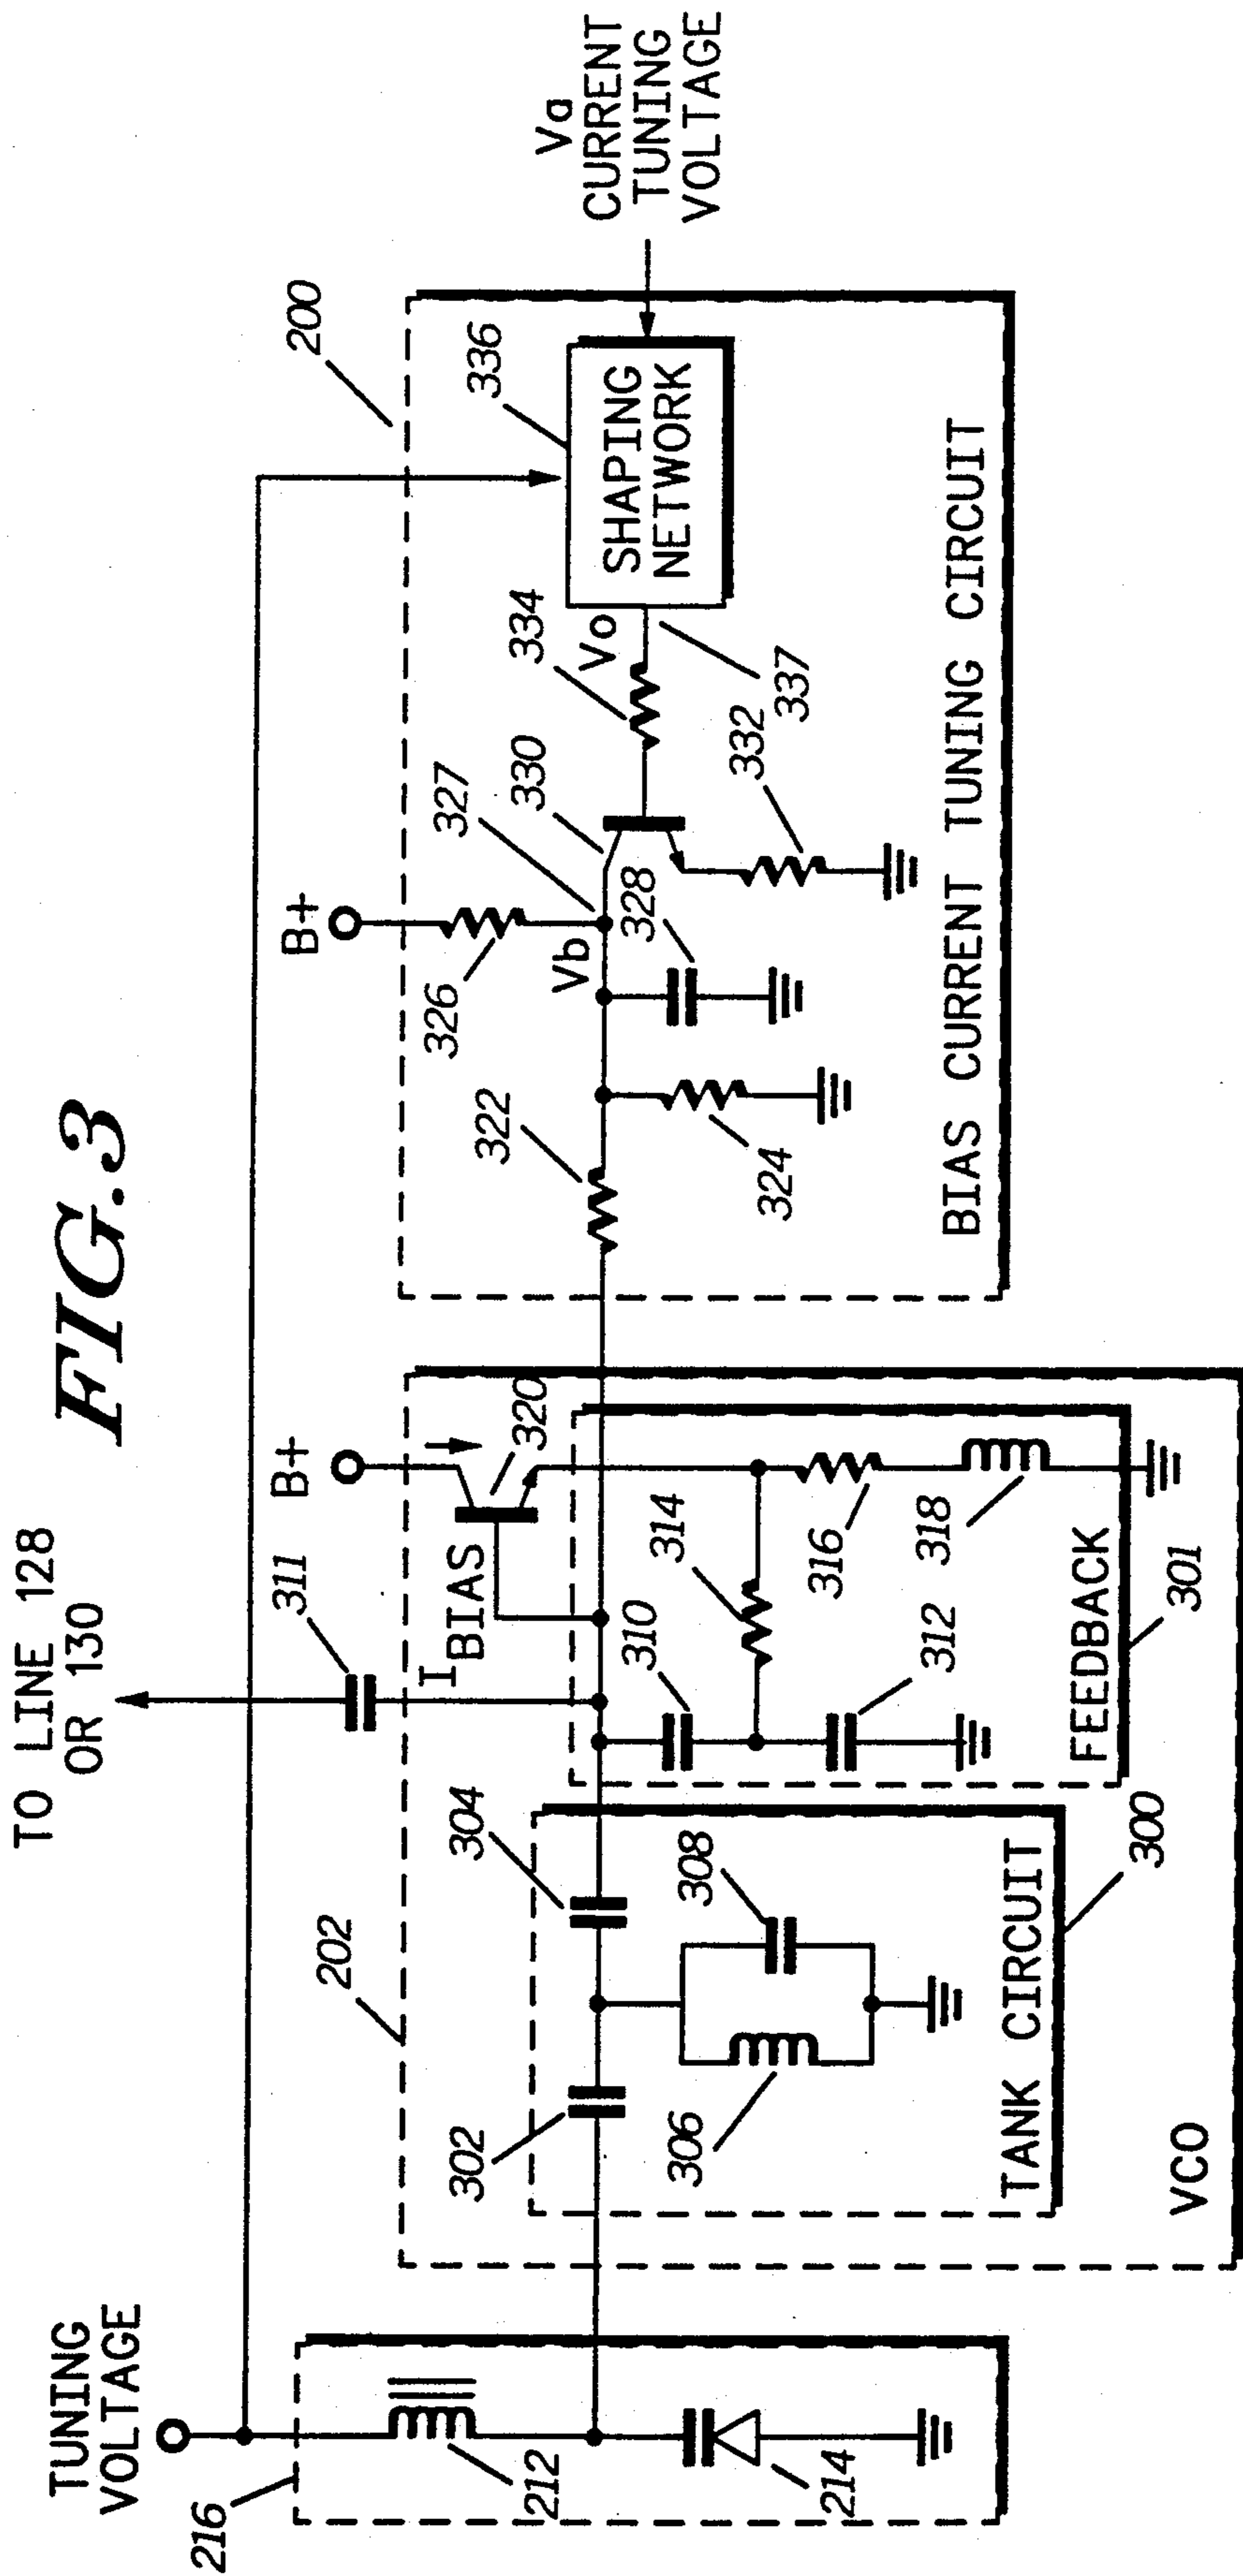 FIG.3
TO LINE 128
OR 130
TUNING
VOLTAGE
216
212
214
202
302
304
306
308
TANK CIRCUIT
300
VCO
311
I BIAS
B+
320
310
312
314
316
318
FEEDBACK
301
200
322
324
B+
326
Vb
327
328
330
332
334
Vo
337
336
SHAPING
NETWORK
BIAS CURRENT TUNING CIRCUIT
Va
CURRENT
TUNING
VOLTAGE